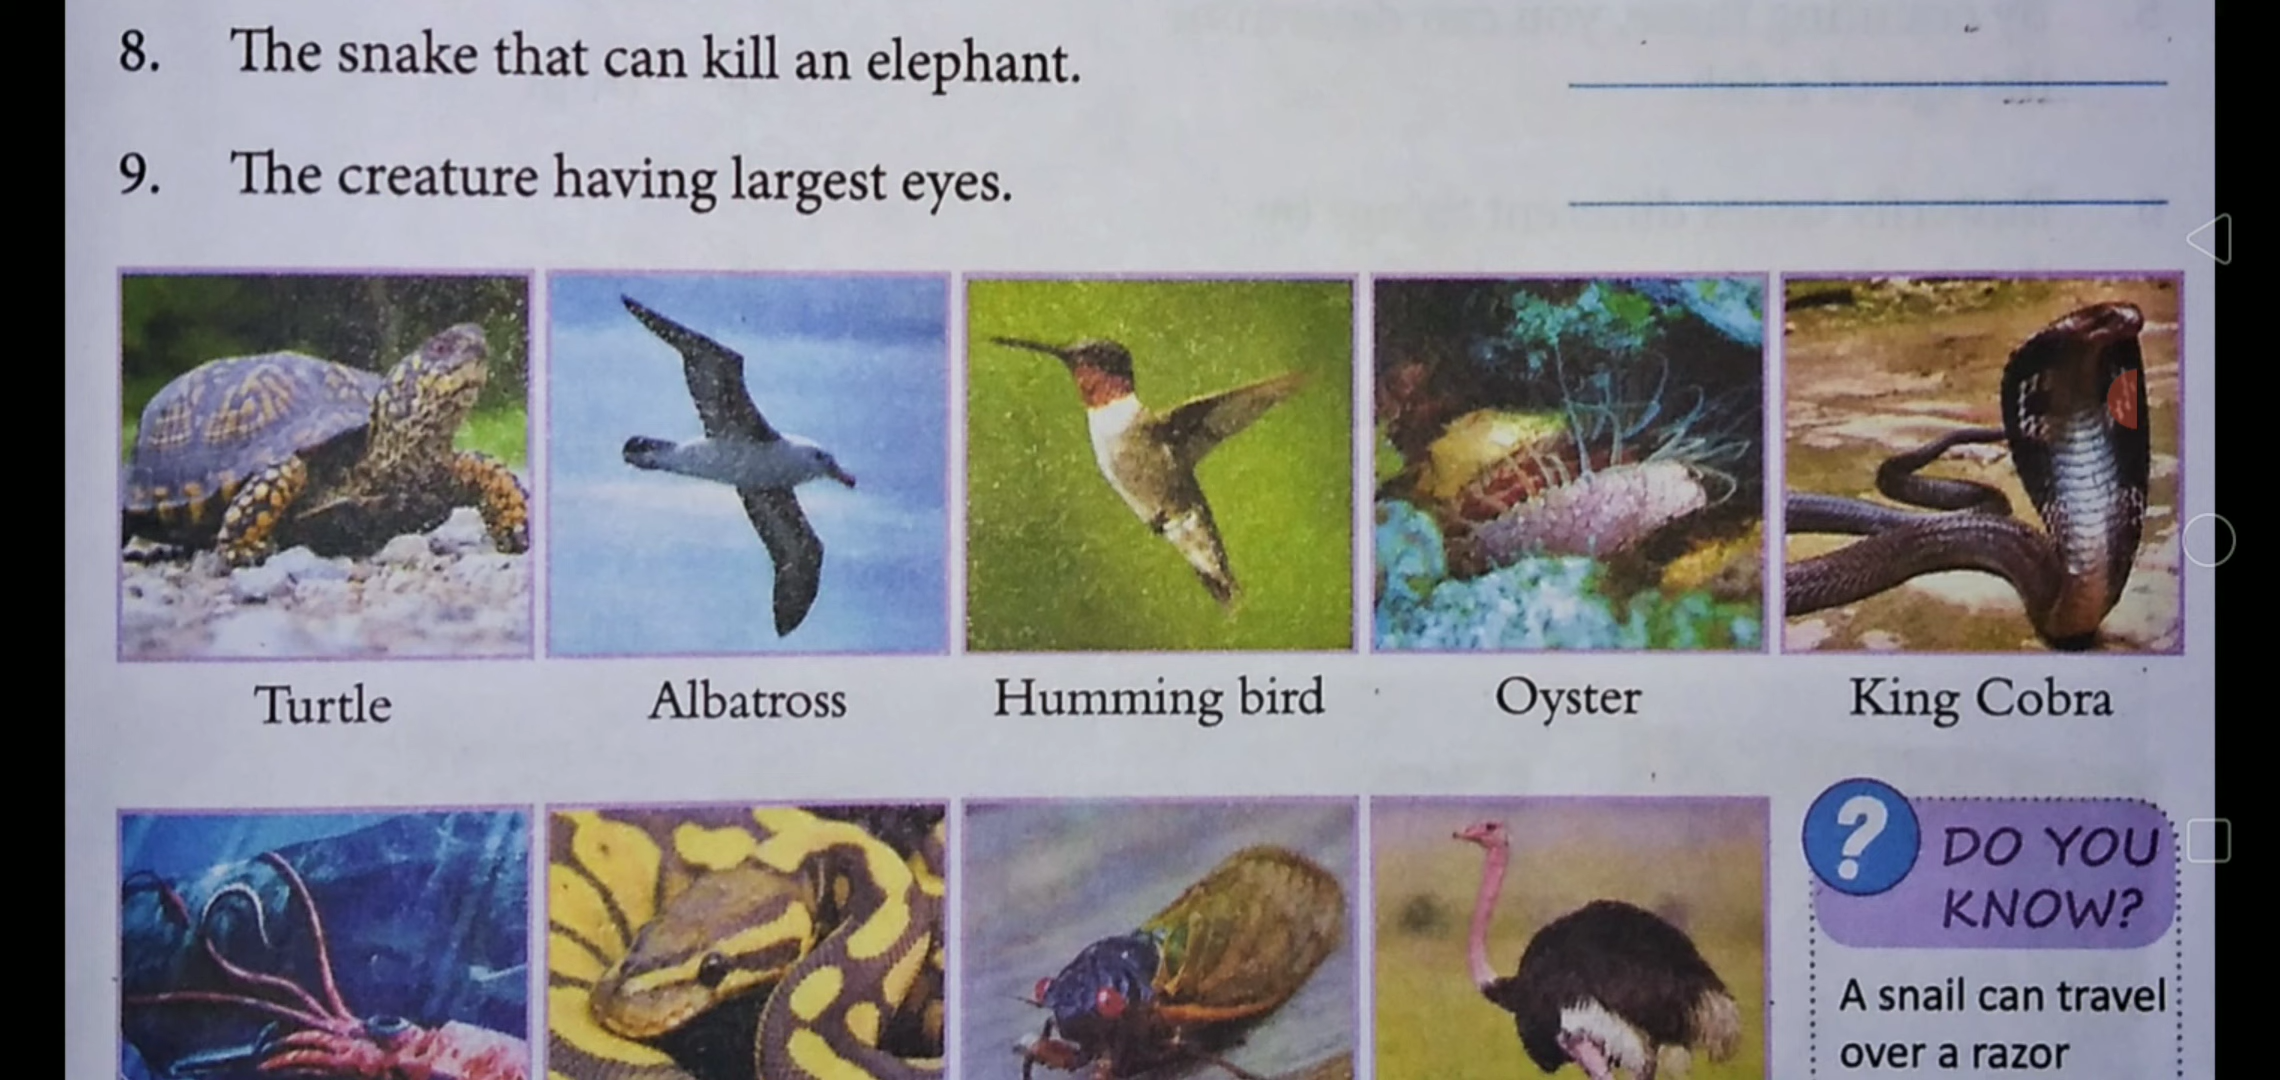 8. The snake that can kill an elephant.
9. The creature having largest eyes.
Turtle Albatross Humming bird Oyster King Cobra
? DO YOU
KNOW?
A snail can travel
over a razor